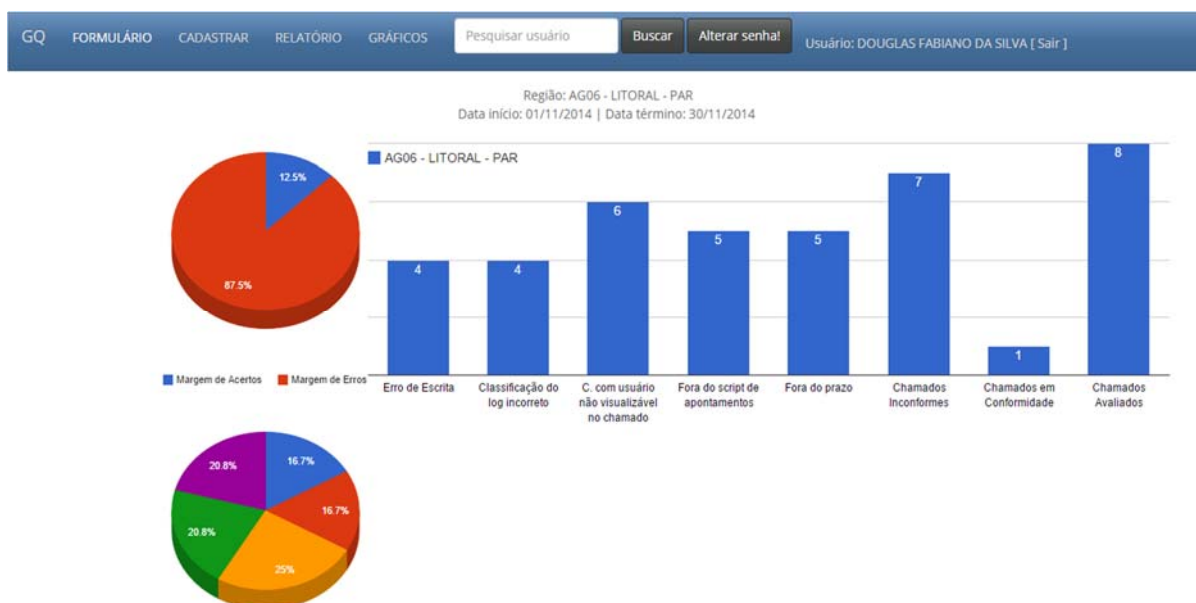 GQ FORMULÁRIO CADASTRAR RELATÓRIO GRÁFICOS Pesquisar usuário Buscar Alterar senha! Usuário: DOUGLAS FABIANO DA SILVA [ Sair ]
Região: AG06 - LITORAL - PAR
Data início: 01/11/2014 | Data término: 30/11/2014
12.5%
87.5%
Margem de Acertos Margem de Erros
AG06 - LITORAL - PAR
4 4 6 5 5 7 1 8
Erro de Escrita
Classificação do
log incorreto
C. com usuário
não visualizável
no chamado
Fora do script de
apontamentos
Fora do prazo
Chamados
Inconformes
Chamados em
Conformidade
Chamados
Avaliados
20.8% 16.7%
20.8% 16.7%
25%